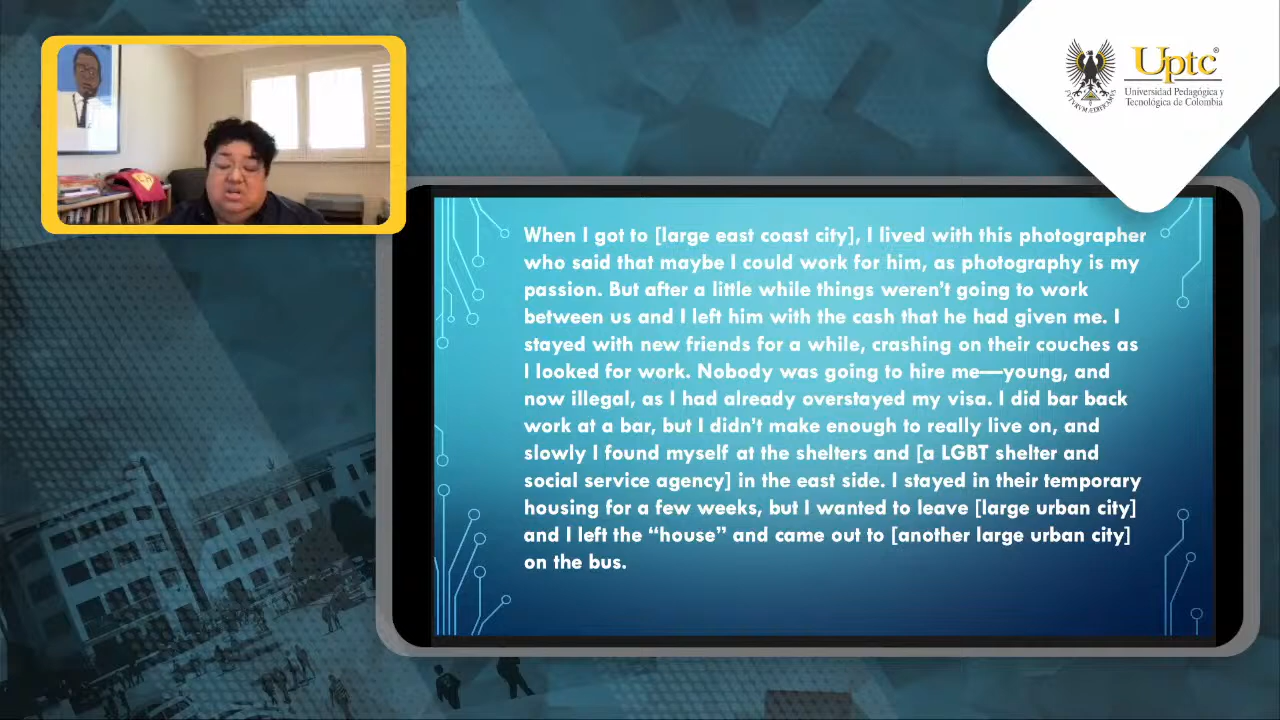 Uptc
Universidad Pedagógica y
Tecnológica de Colombia
When I got to [large east coast city], I lived with this photographer
who said that maybe I could work for him, as photography is my
passion. But after a little while things weren’t going to work
between us and I left him with the cash that he had given me. I
stayed with new friends for a while, crashing on their couches as
I looked for work. Nobody was going to hire me—young, and
now illegal, as I had already overstayed my visa. I did bar back
work at a bar, but I didn’t make enough to really live on, and
slowly I found myself at the shelters and [a LGBT shelter and
social service agency] in the east side. I stayed in their temporary
housing for a few weeks, but I wanted to leave [large urban city]
and I left the “house” and came out to [another large urban city]
on the bus.